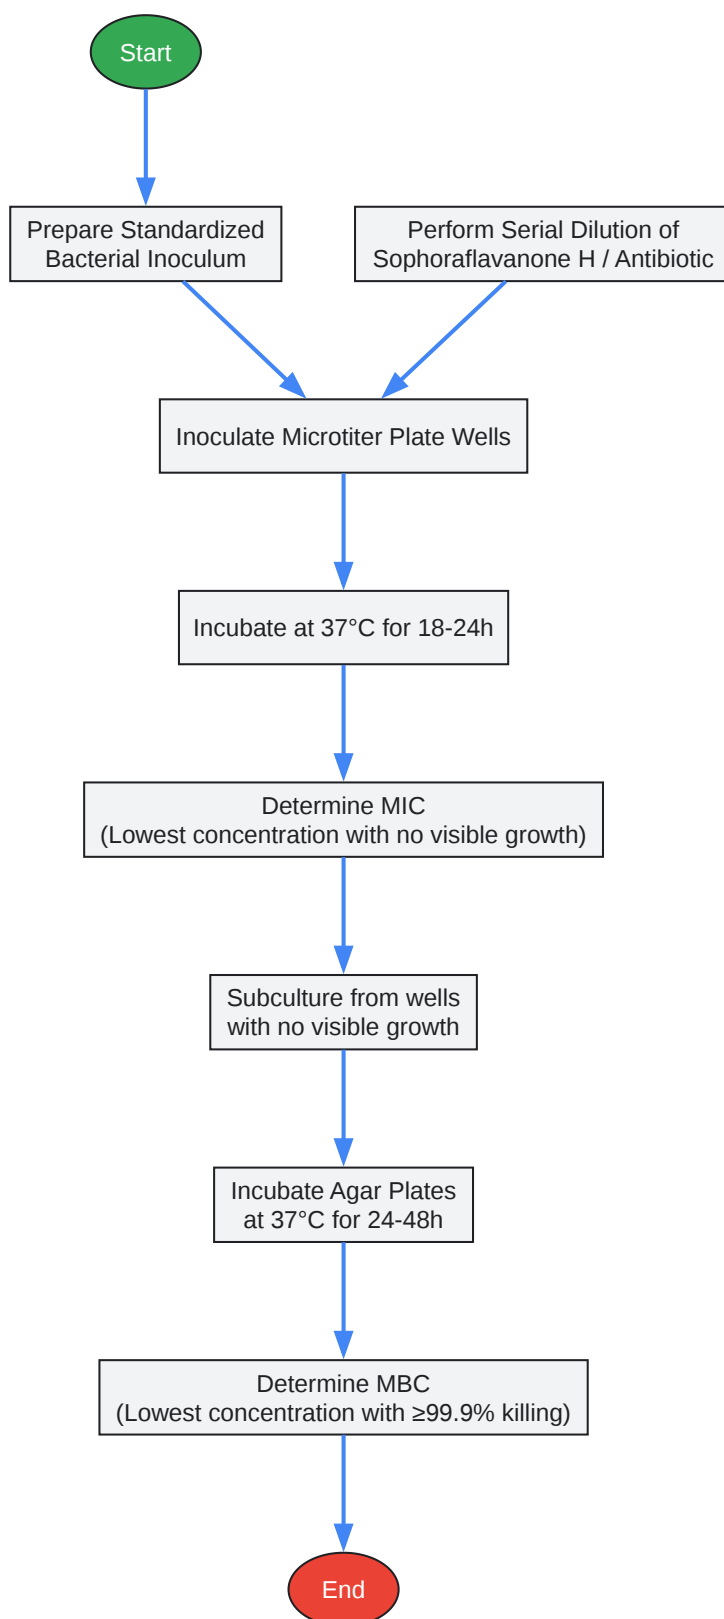 Start
Prepare Standardized
Bacterial Inoculum
Perform Serial Dilution of
Sophoraflavanone H / Antibiotic
Inoculate Microtiter Plate Wells
Incubate at 37°C for 18-24h
Determine MIC
(Lowest concentration with no visible growth)
Subculture from wells
with no visible growth
Incubate Agar Plates
at 37°C for 24-48h
Determine MBC
(Lowest concentration with ≥99.9% killing)
End